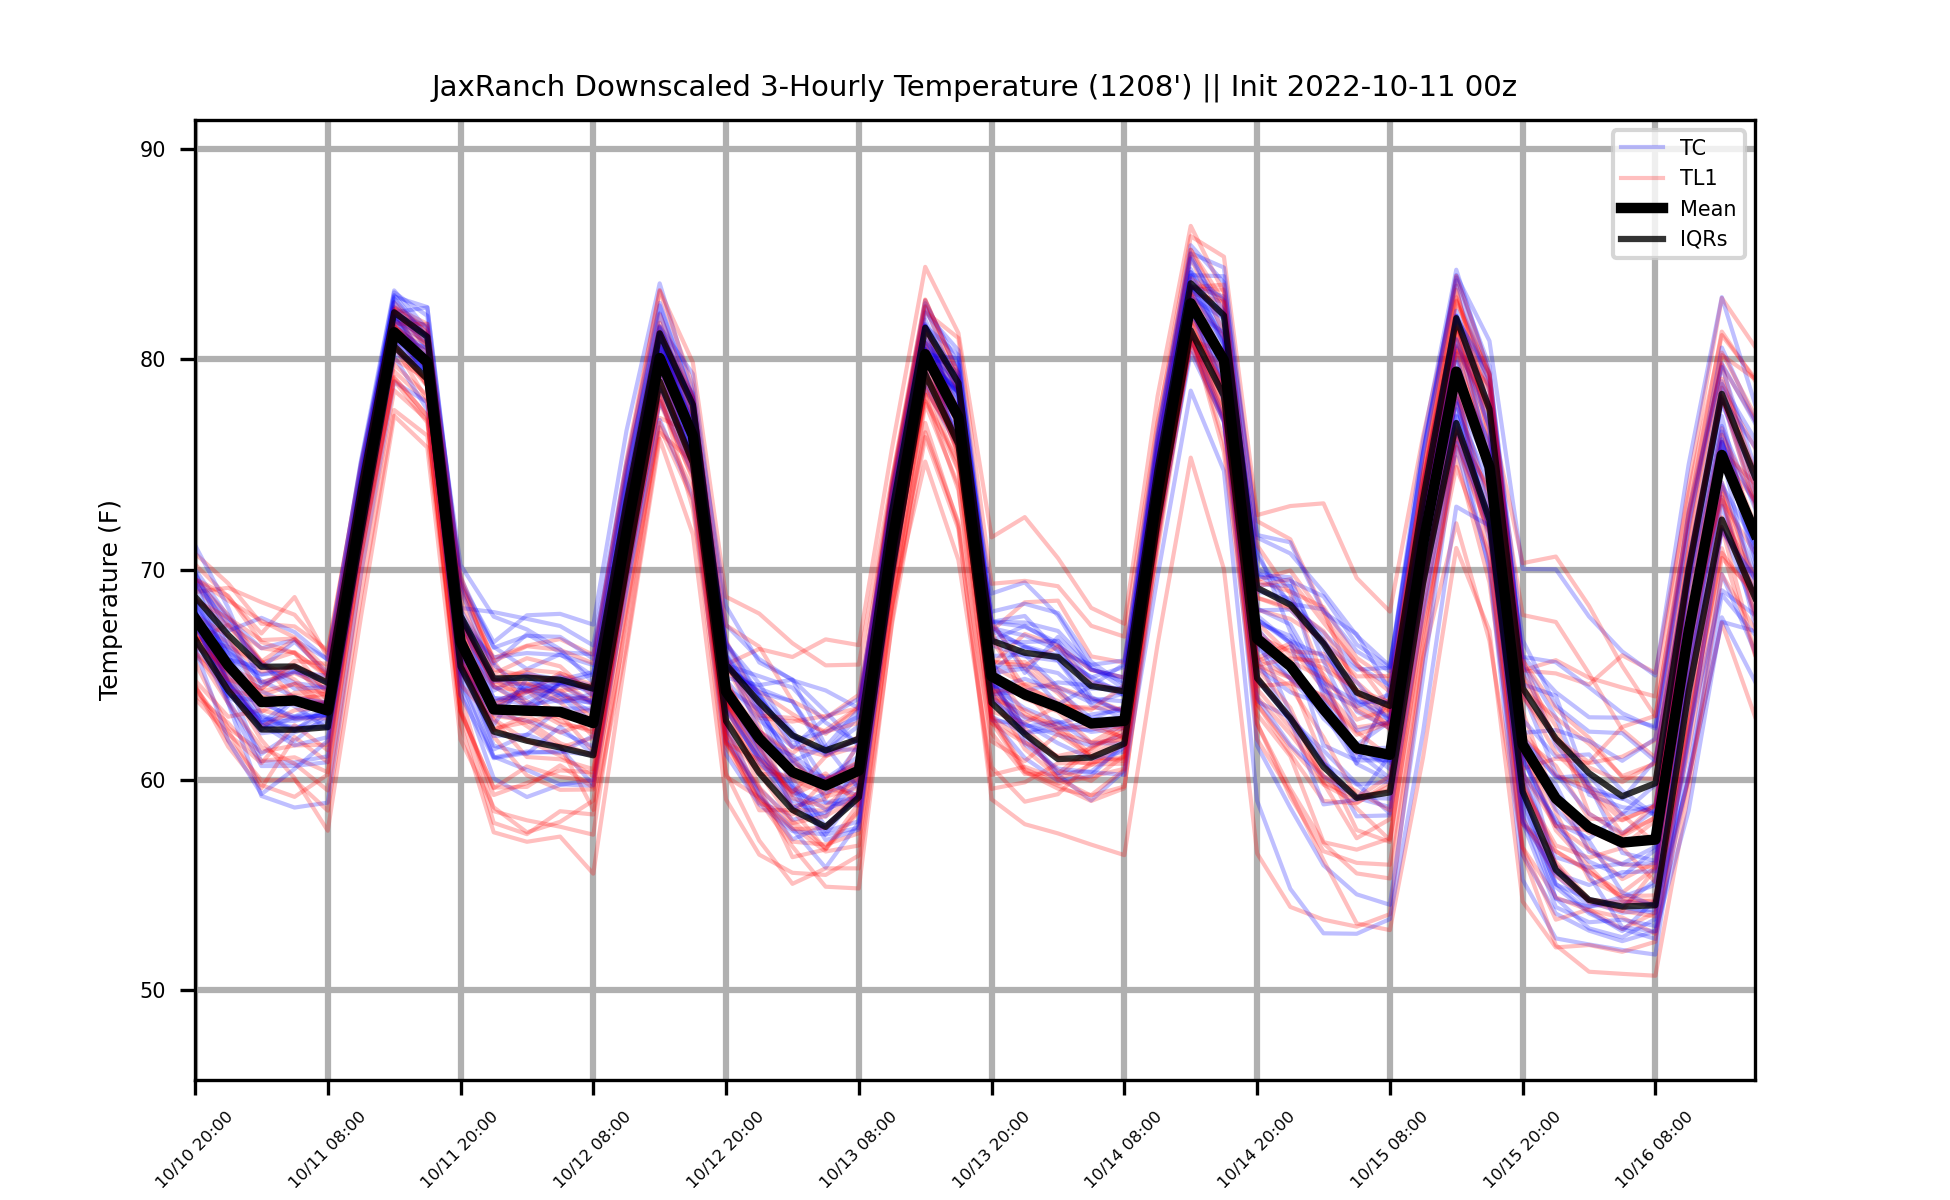 JaxRanch Downscaled 3-Hourly Temperature (1208') || Init 2022-10-11 00z
TC
TL1
Mean
IQRs
Temperature (F)
90
80
70
60
50
10/10 20:00
10/11 08:00
10/11 20:00
10/12 08:00
10/12 20:00
10/13 08:00
10/13 20:00
10/14 08:00
10/14 20:00
10/15 08:00
10/15 20:00
10/16 08:00